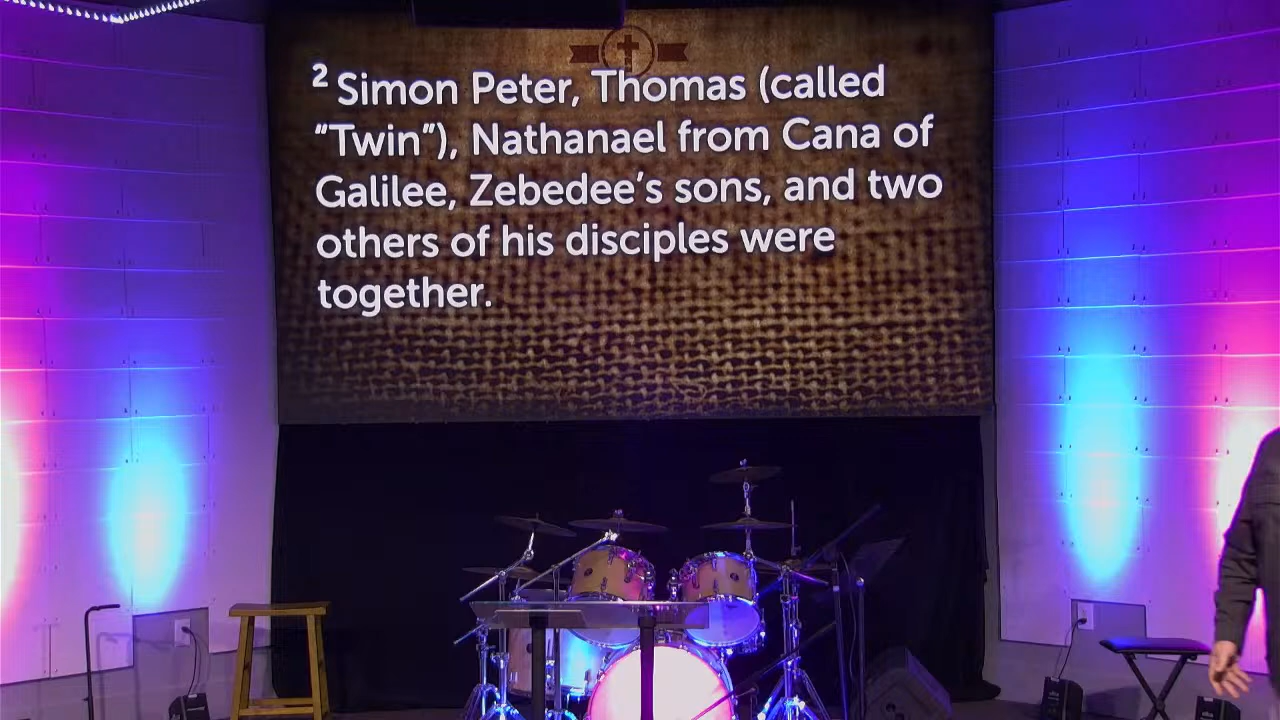 ² Simon Peter, Thomas (called
“Twin”), Nathanael from Cana of
Galilee, Zebedee’s sons, and two
others of his disciples were
together.